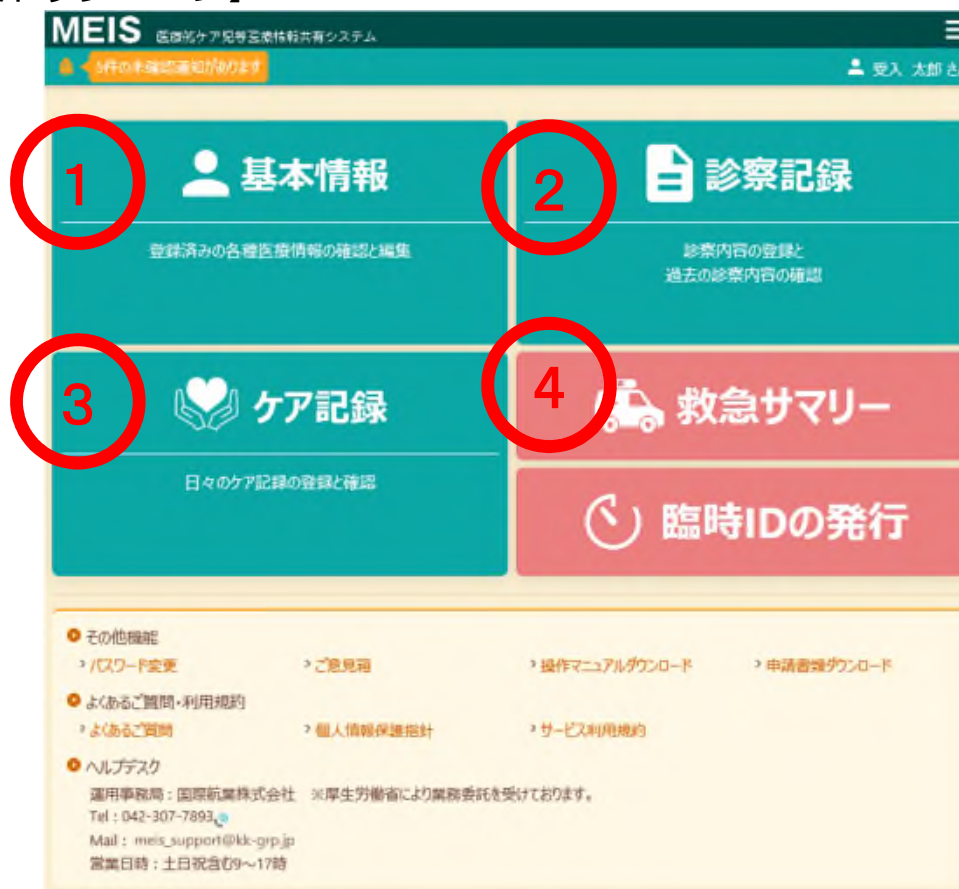 MEIS 医療的ケア児等医療情報共有システム
5件の未確認通知があります
受入 太郎 さ
1
基本情報
登録済みの各種医療情報の確認と編集
2
診察記録
診察内容の登録と
過去の診察内容の確認
3
ケア記録
日々のケア記録の登録と確認
4
救急サマリー
臨時IDの発行
その他機能
›パスワード変更 ›ご意見箱 ›操作マニュアルダウンロード ›申請書類ダウンロード
よくあるご質問・利用規約
›よくあるご質問 ›個人情報保護指針 ›サービス利用規約
ヘルプデスク
運用事務局：国際航業株式会社 ※厚生労働省により業務委託を受けております。
Tel：042-307-7893
Mail： meis_support@kk-grp.jp
営業日時：土日祝含む9～17時